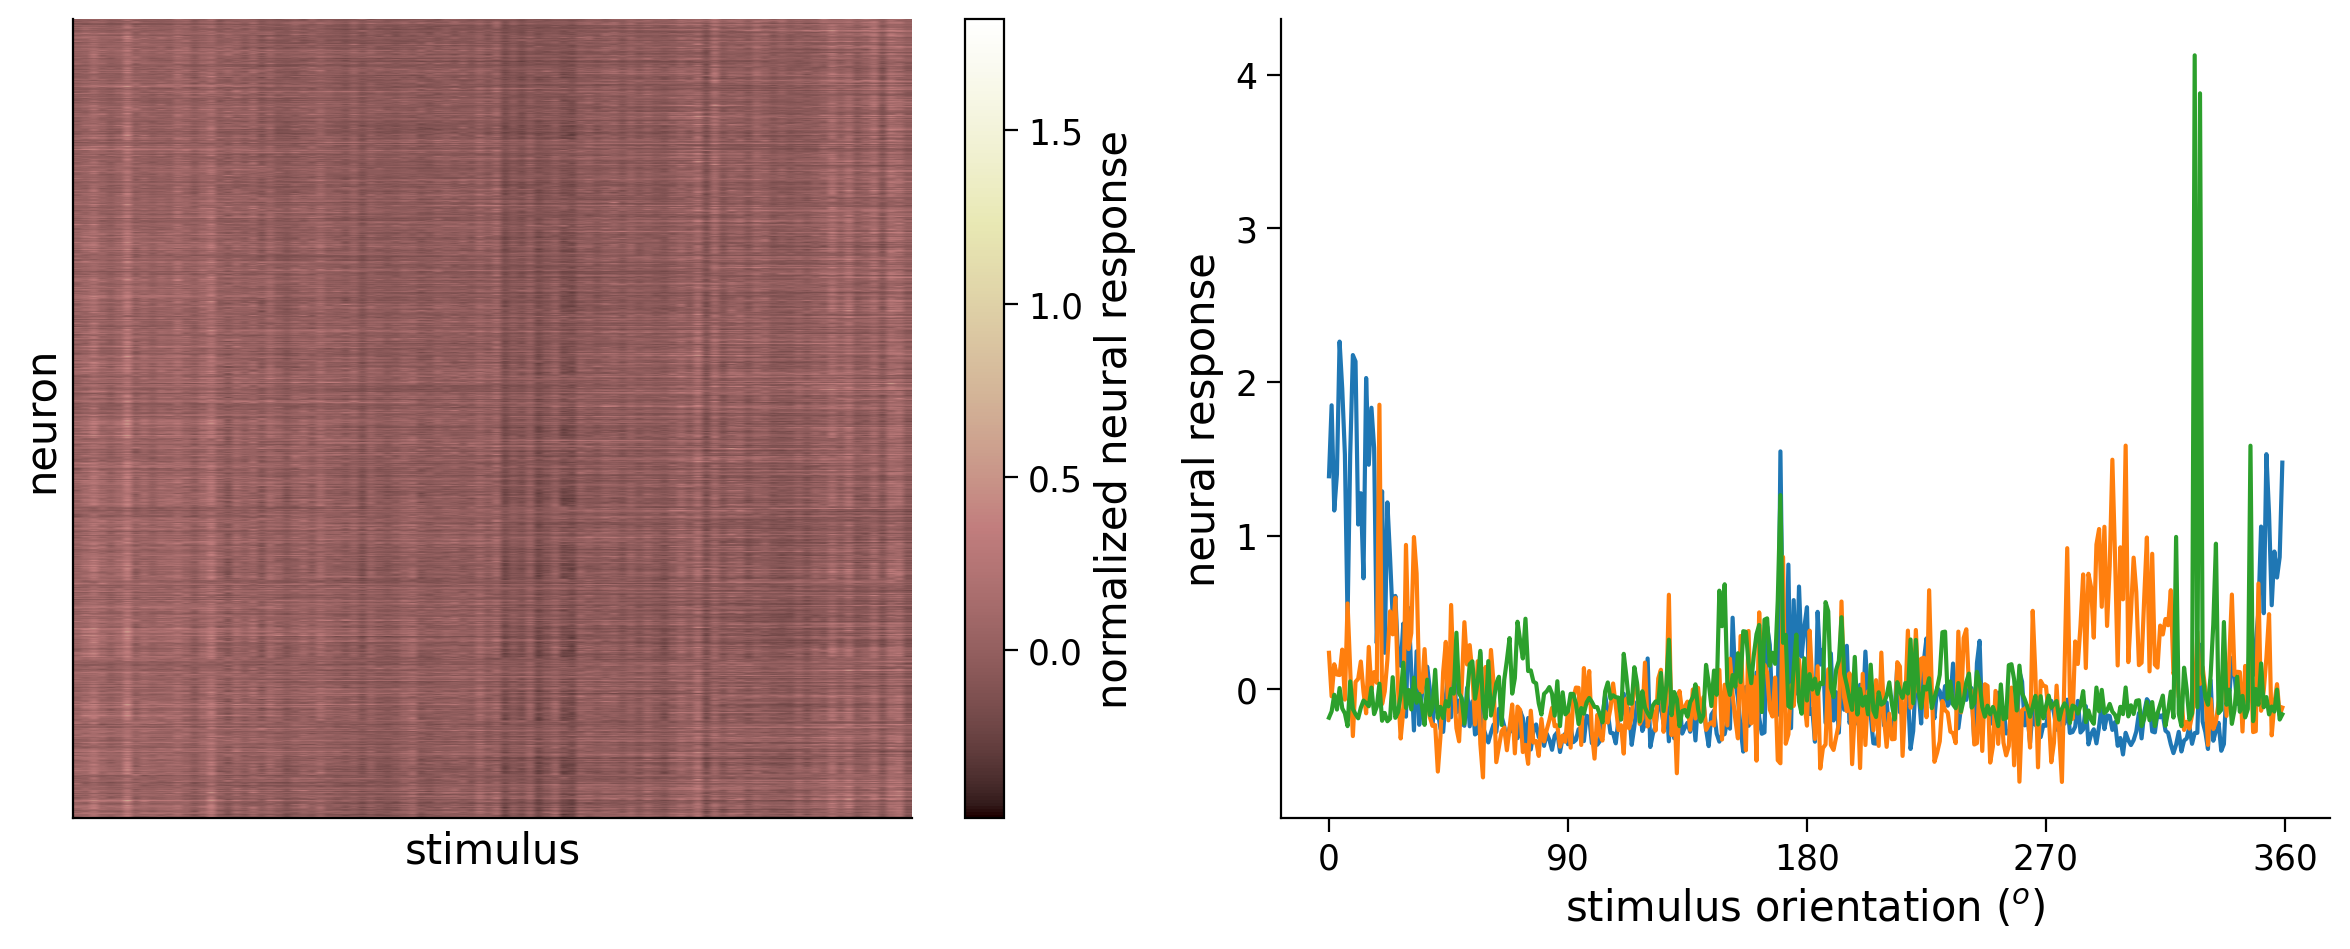 neuron
stimulus
1.5
1.0
0.5
0.0
normalized neural response
4
3
2
1
0
neural response
0 90 180 270 360
stimulus orientation (°)